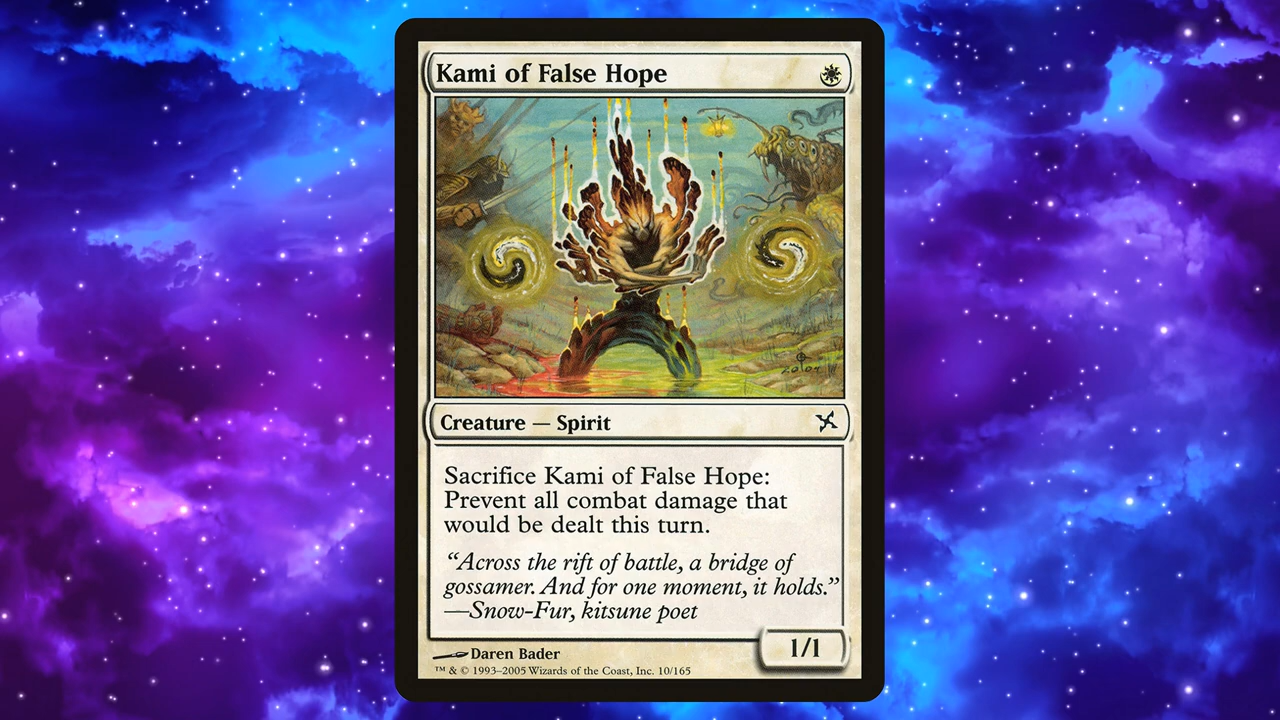 Kami of False Hope
Creature — Spirit
Sacrifice Kami of False Hope:
Prevent all combat damage that
would be dealt this turn.
“Across the rift of battle, a bridge of
gossamer. And for one moment, it holds.”
—Snow-Fur, kitsune poet
1/1
Daren Bader
™ & © 1993–2005 Wizards of the Coast, Inc. 10/165